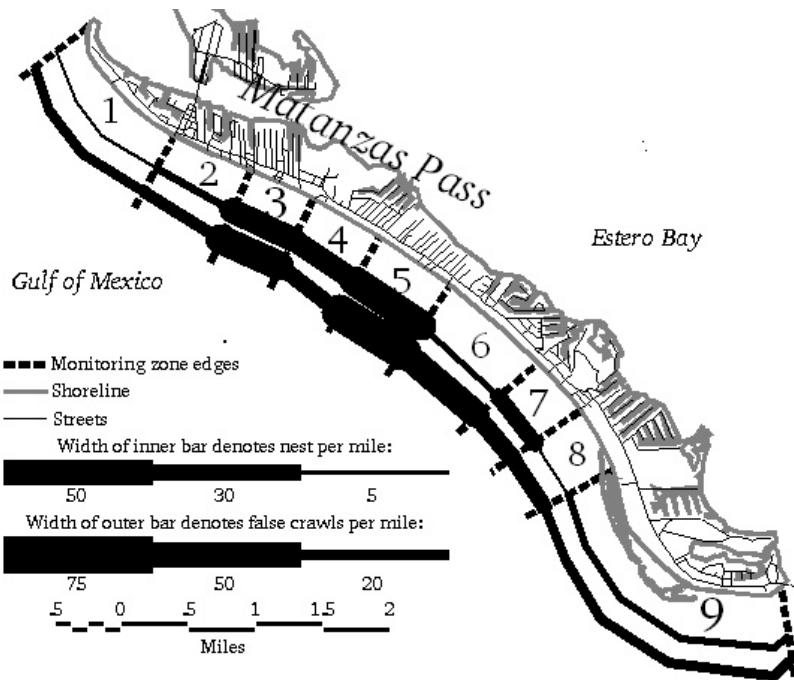 1
Matanzas Pass
2
3
Estero Bay
4
Gulf of Mexico
5
6
Monitoring zone edges
Shoreline
7
Streets
8
Width of inner bar denotes nest per mile:
50 30 5
Width of outer bar denotes false crawls per mile:
75 50 20
.5 0 .5 1 1.5 2
9
Miles